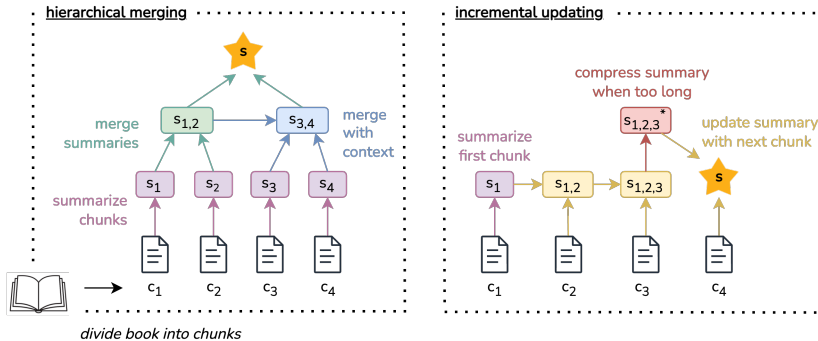 hierarchical merging
s
merge
summaries
s1,2
s3,4
merge
with
context
summarize
chunks
s1
s2
s3
s4
c1
c2
c3
c4
divide book into chunks
incremental updating
compress summary
when too long
s1,2,3*
update summary
with next chunk
summarize
first chunk
s1
s1,2
s1,2,3
s
c1
c2
c3
c4